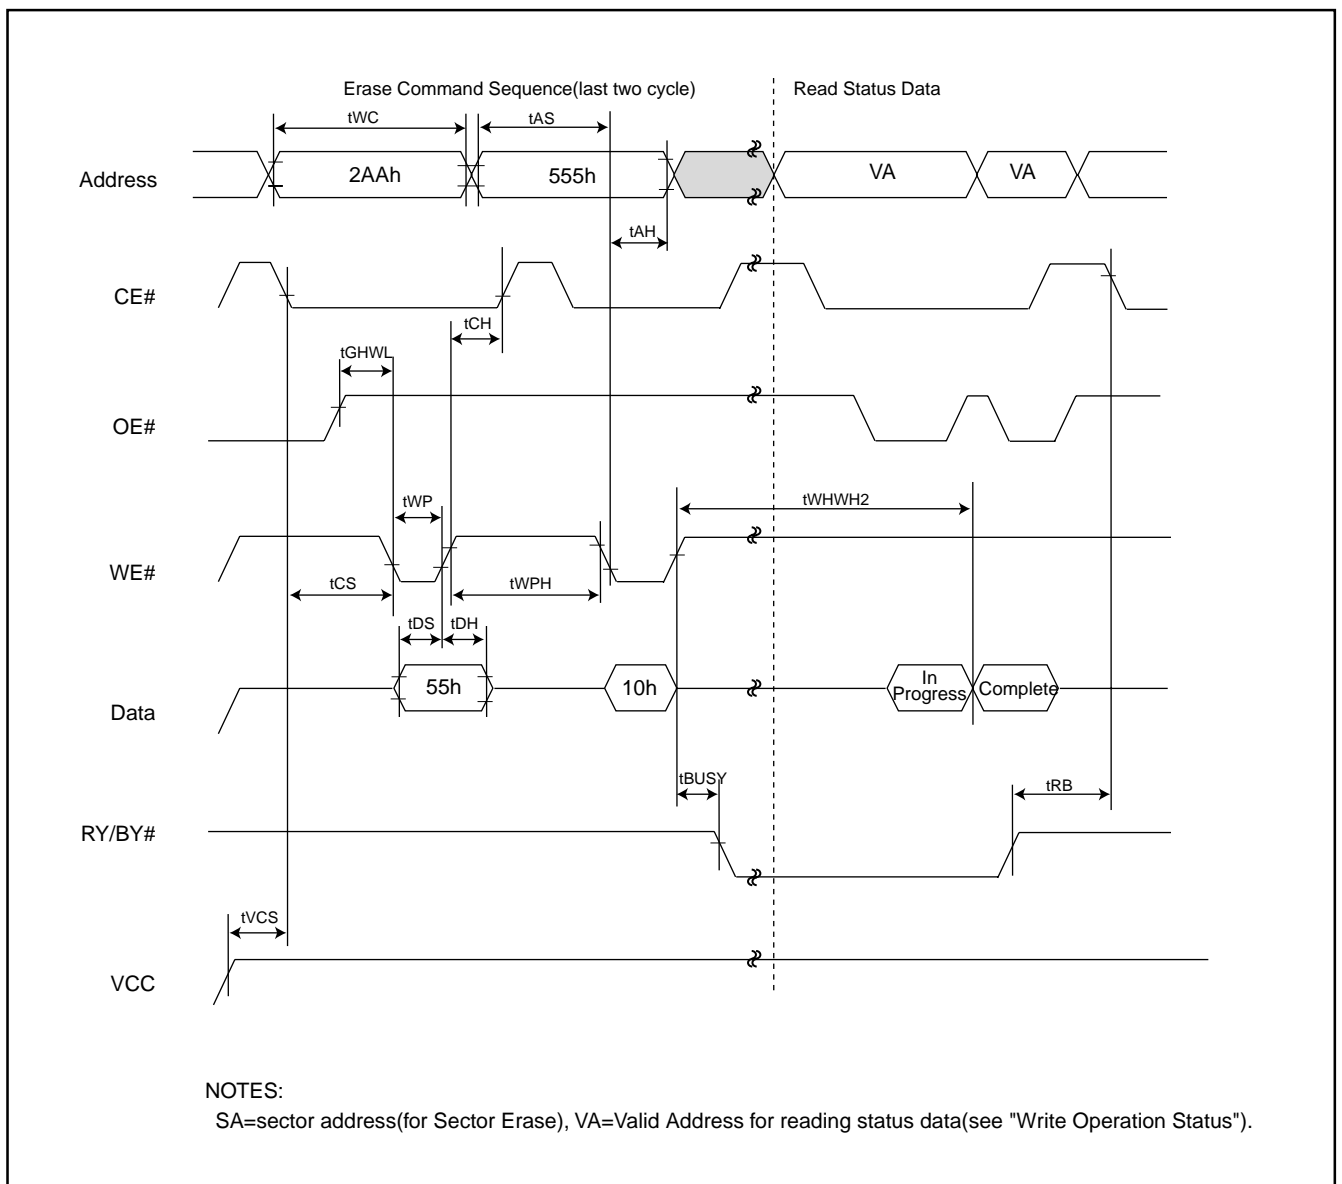 Erase Command Sequence(last two cycle)
Read Status Data
tWC
tAS
Address
2AAh
555h
VA
VA
tAH
CE#
tCH
tGHWL
OE#
tWP
tWHWH2
WE#
tCS
tWPH
tDS
tDH
Data
55h
10h
In
Progress
Complete
tBUSY
tRB
RY/BY#
tVCS
VCC
NOTES:
SA=sector address(for Sector Erase), VA=Valid Address for reading status data(see "Write Operation Status").